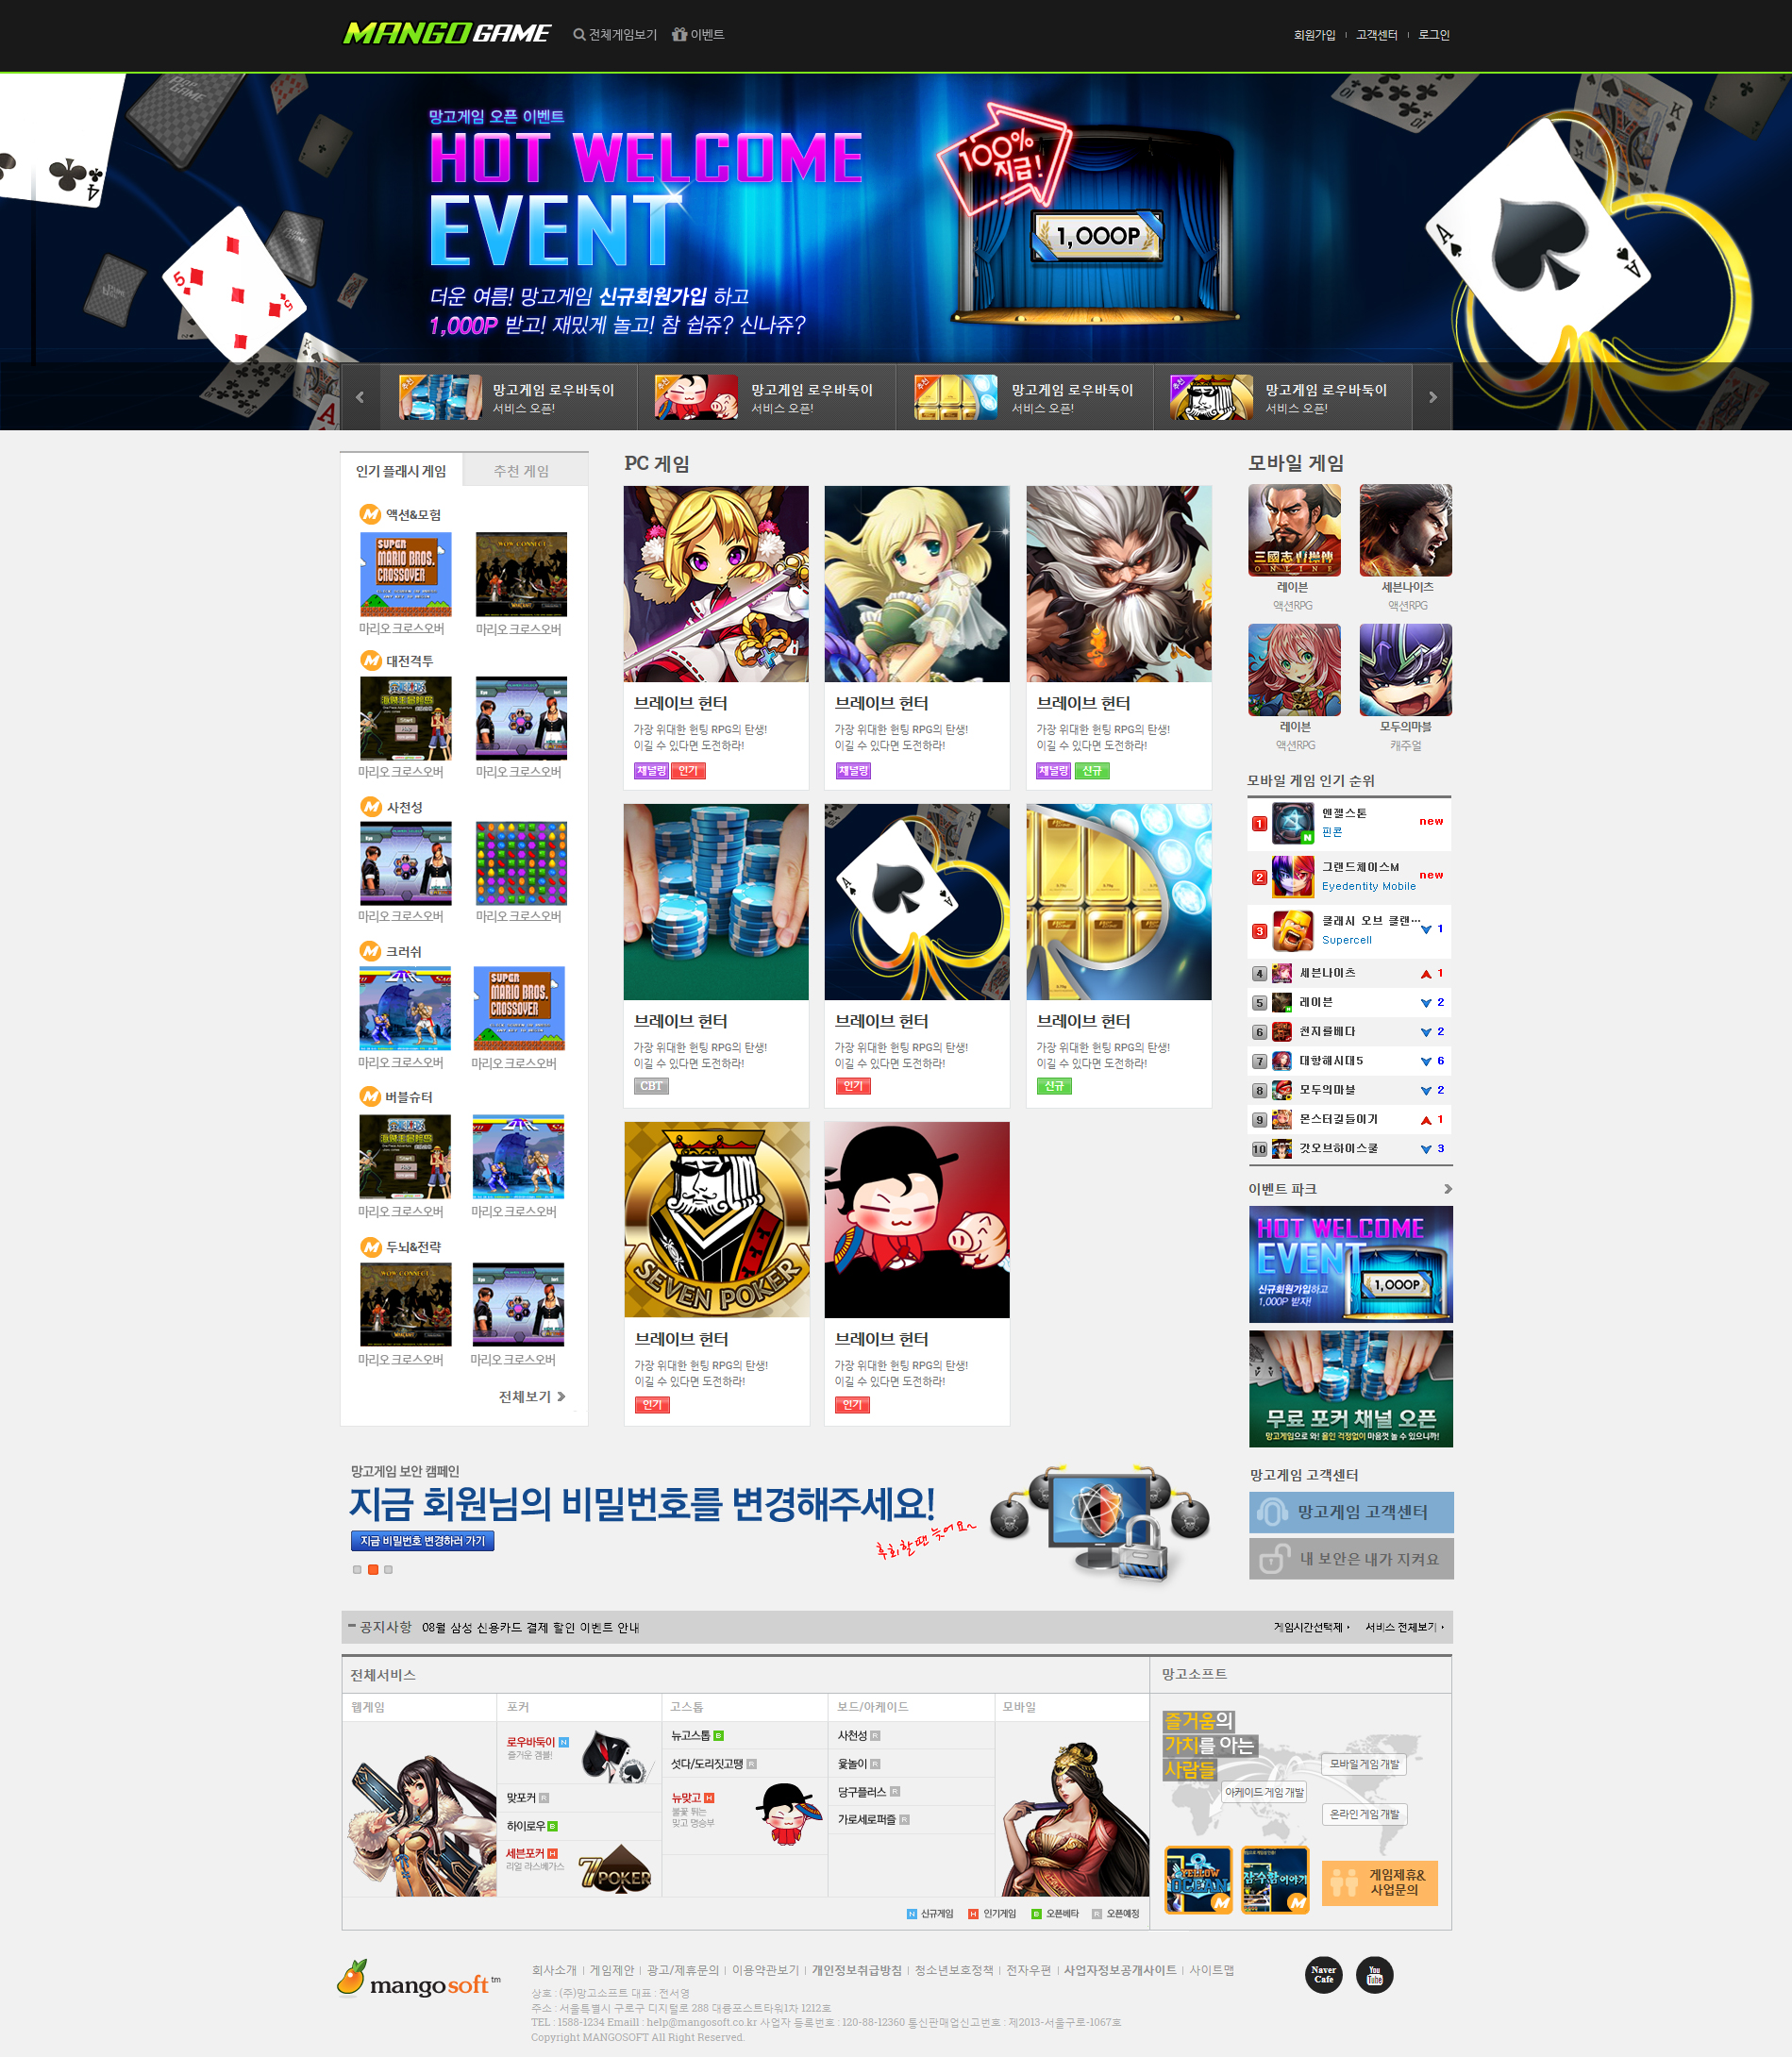 MANGO GAME
전체게임보기
이벤트
회원가입
고객센터
로그인
망고게임 오픈 이벤트
HOT WELCOME
EVENT
더운 여름! 망고게임 신규회원가입 하고
1,000P 받고! 재밌게 놀고! 참 쉽쥬? 신나쥬?
100%
지급!
1,000P
망고게임 로우바둑이
서비스 오픈!
망고게임 로우바둑이
서비스 오픈!
망고게임 로우바둑이
서비스 오픈!
망고게임 로우바둑이
서비스 오픈!
인기 플래시 게임
추천 게임
액션&모험
SUPER
MARIO BROS.
CROSSOVER
마리오 크로스오버
마리오 크로스오버
대전격투
마리오 크로스오버
마리오 크로스오버
사천성
마리오 크로스오버
마리오 크로스오버
크러쉬
SUPER
MARIO BROS.
CROSSOVER
마리오 크로스오버
마리오 크로스오버
버블슈터
마리오 크로스오버
마리오 크로스오버
두뇌&전략
마리오 크로스오버
마리오 크로스오버
전체보기
PC 게임
브레이브 헌터
가장 위대한 헌팅 RPG의 탄생!
이길 수 있다면 도전하라!
채널링 인기
브레이브 헌터
가장 위대한 헌팅 RPG의 탄생!
이길 수 있다면 도전하라!
채널링
브레이브 헌터
가장 위대한 헌팅 RPG의 탄생!
이길 수 있다면 도전하라!
채널링 신규
브레이브 헌터
가장 위대한 헌팅 RPG의 탄생!
이길 수 있다면 도전하라!
CBT
브레이브 헌터
가장 위대한 헌팅 RPG의 탄생!
이길 수 있다면 도전하라!
인기
브레이브 헌터
가장 위대한 헌팅 RPG의 탄생!
이길 수 있다면 도전하라!
신규
SEVEN POKER
브레이브 헌터
가장 위대한 헌팅 RPG의 탄생!
이길 수 있다면 도전하라!
인기
브레이브 헌터
가장 위대한 헌팅 RPG의 탄생!
이길 수 있다면 도전하라!
인기
모바일 게임
三國志曹操傳
ONLINE
레이븐
액션RPG
세븐나이츠
액션RPG
레이븐
액션RPG
모두의마블
캐주얼
모바일 게임 인기 순위
1 엔젤스톤 new
핀콘
2 그랜드체이스M new
Eyedentity Mobile
3 클래시 오브 클랜… 1
Supercell
4 세븐나이츠 1
5 레이븐 2
6 천지를베다 2
7 대항해시대5 6
8 모두의마블 2
9 몬스터길들이기 1
10 갓오브하이스쿨 3
이벤트 파크
HOT WELCOME
EVENT
신규회원가입하고
1,000P 받자!
1,000P
무료 포커 채널 오픈
망고게임으로 와! 올인 걱정없이 마음껏 놀 수 있으니까!
망고게임 고객센터
망고게임 고객센터
내 보안은 내가 지켜요
망고게임 보안 캠페인
지금 회원님의 비밀번호를 변경해주세요!
지금 비밀번호 변경하러 가기
후회할땐 늦어요~
공지사항 08월 삼성 신용카드 결제 할인 이벤트 안내
게임시간선택제
서비스 전체보기
전체서비스
웹게임
포커
고스톱
보드/아케이드
모바일
로우바둑이 N
즐거운 겜블!
맞포커 R
하이로우 B
세븐포커 H
리얼 라스베가스
7POKER
뉴고스톱 B
섯다/도리짓고땡 R
뉴맞고 H
불꽃 튀는
맞고 명승부
사천성 R
윷놀이 R
당구플러스 R
가로세로퍼즐 R
N 신규게임
H 인기게임
B 오픈베타
R 오픈예정
망고소프트
즐거움의
가치를 아는
사람들
모바일 게임 개발
아케이드 게임 개발
온라인 게임 개발
YELLOW
OCEAN
잠수함이야기
게임제휴&
사업문의
mangosoft tm
회사소개 | 게임제안 | 광고/제휴문의 | 이용약관보기 | 개인정보취급방침 | 청소년보호정책 | 전자우편 | 사업자정보공개사이트 | 사이트맵
상호 : (주)망고소프트 대표 : 전서영
주소 : 서울특별시 구로구 디지털로 288 대륭포스트타워1차 1212호
TEL : 1588-1234 Emaill : help@mangosoft.co.kr 사업자 등록번호 : 120-88-12360 통신판매업신고번호 : 제2013-서울구로-1067호
Copyright MANGOSOFT All Right Reserved.
Naver
Cafe
You
Tube